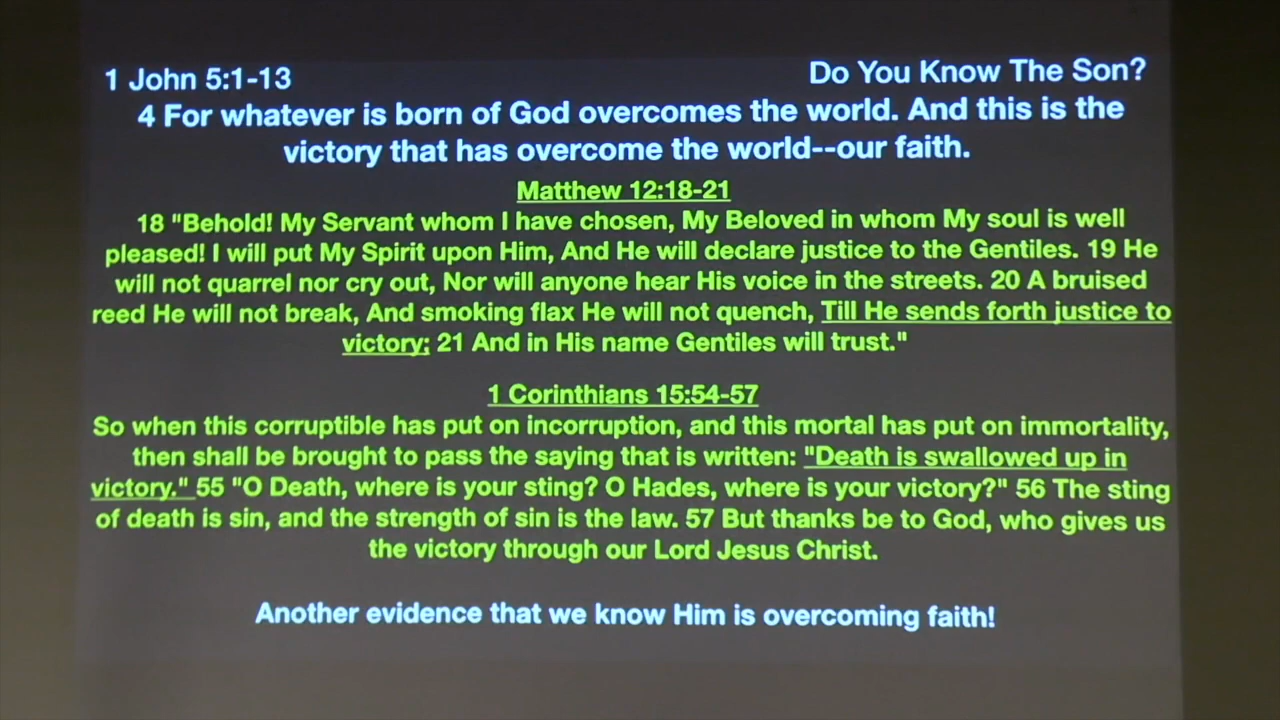 1 John 5:1-13 Do You Know The Son?
4 For whatever is born of God overcomes the world. And this is the
victory that has overcome the world--our faith.
Matthew 12:18-21
18 "Behold! My Servant whom I have chosen, My Beloved in whom My soul is well
pleased! I will put My Spirit upon Him, And He will declare justice to the Gentiles. 19 He
will not quarrel nor cry out, Nor will anyone hear His voice in the streets. 20 A bruised
reed He will not break, And smoking flax He will not quench, Till He sends forth justice to
victory; 21 And in His name Gentiles will trust."
1 Corinthians 15:54-57
So when this corruptible has put on incorruption, and this mortal has put on immortality,
then shall be brought to pass the saying that is written: "Death is swallowed up in
victory." 55 "O Death, where is your sting? O Hades, where is your victory?" 56 The sting
of death is sin, and the strength of sin is the law. 57 But thanks be to God, who gives us
the victory through our Lord Jesus Christ.
Another evidence that we know Him is overcoming faith!